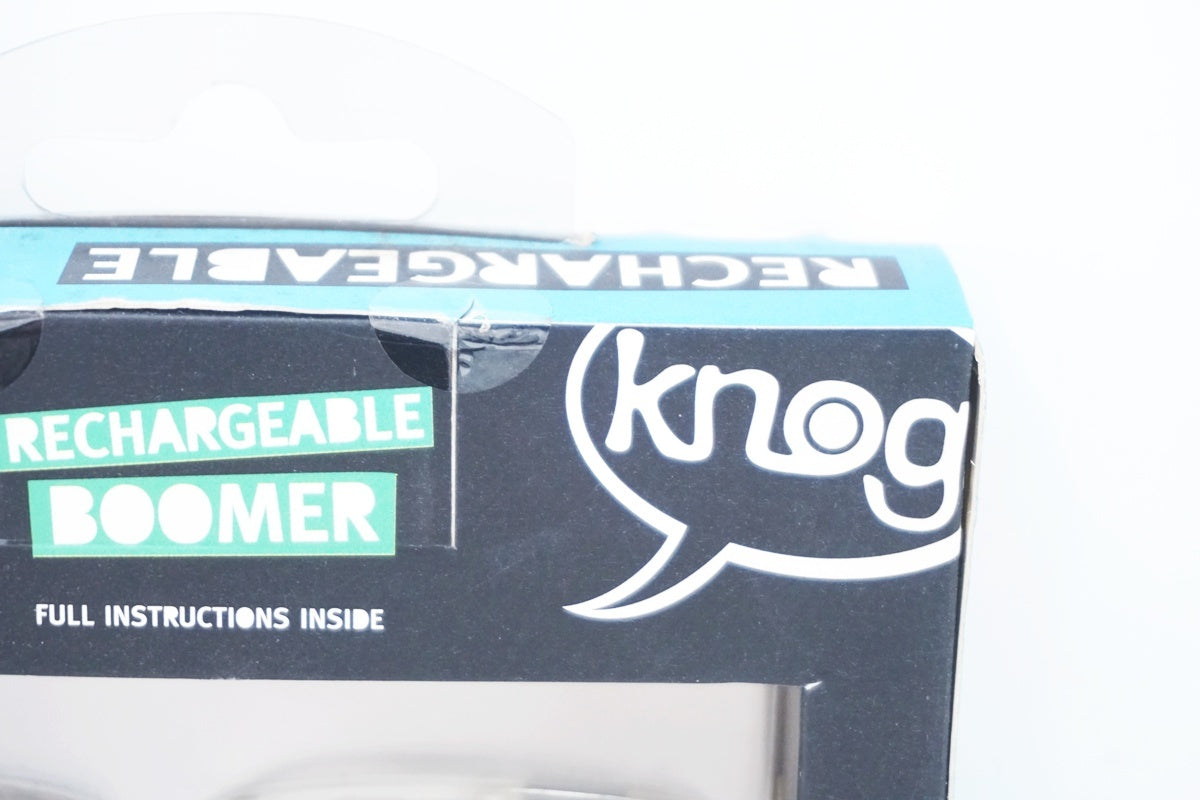 RECHARGEABLE
knog
RECHARGEABLE
BOOMER
FULL INSTRUCTIONS INSIDE